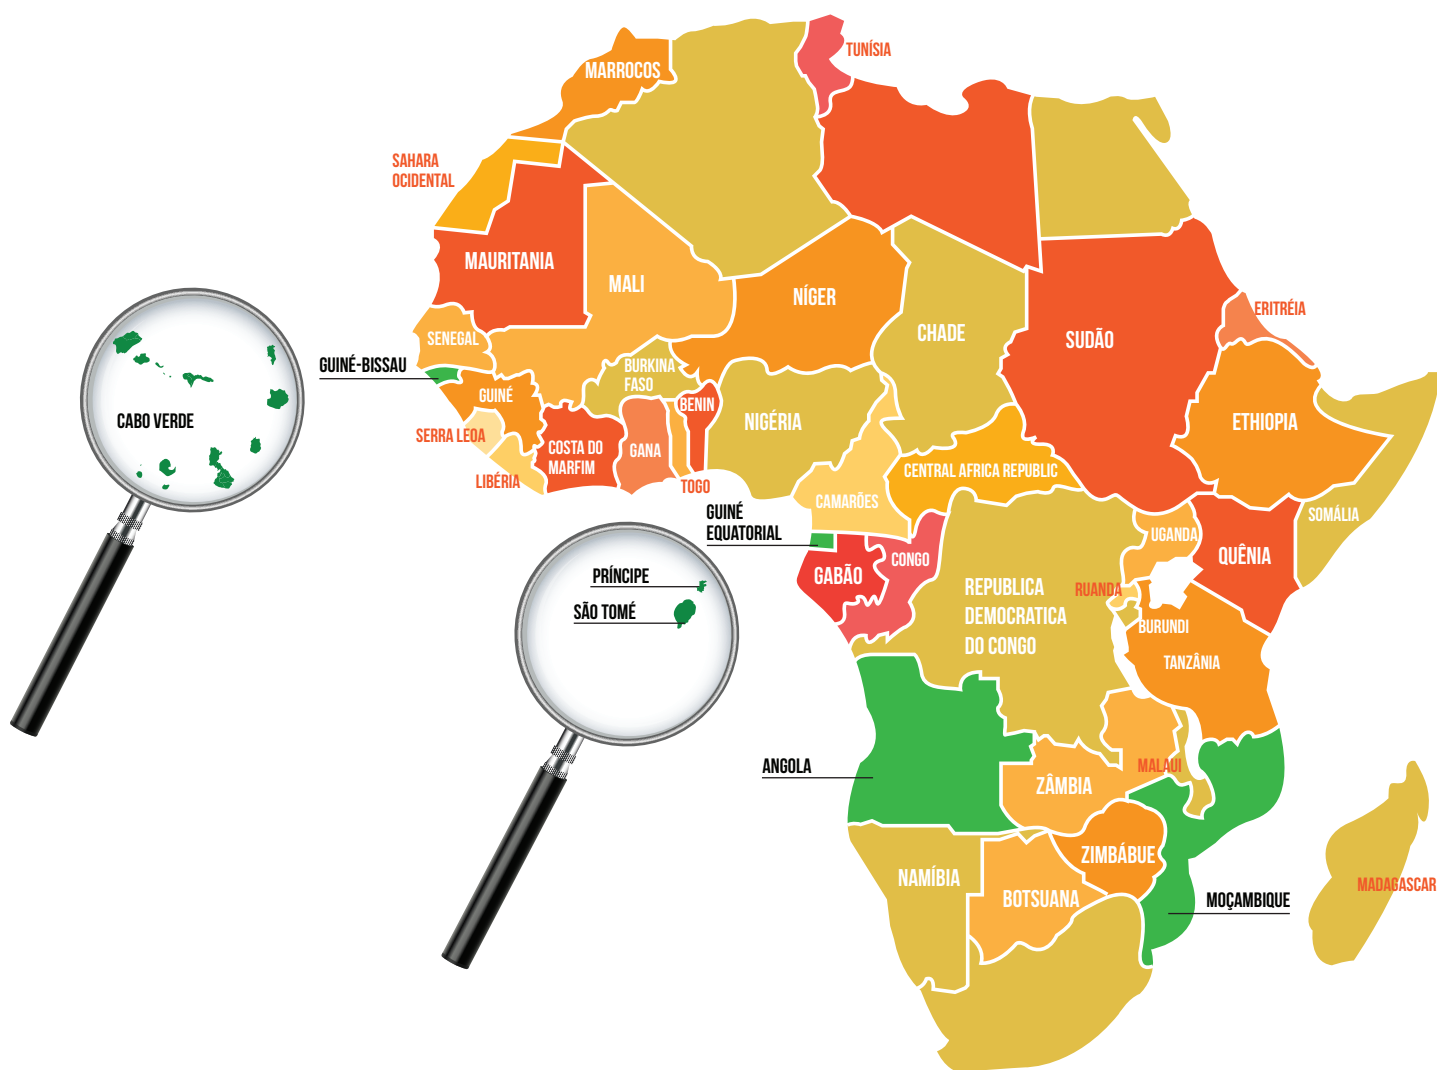 TUNÍSIA
MARROCOS
SAHARA
OCIDENTAL
MAURITANIA
MALI
NÍGER
CHADE
SUDÃO
ERITRÉIA
SENEGAL
GUINÉ-BISSAU
BURKINA
FASO
GUINÉ
BENIN
NIGÉRIA
ETHIOPIA
CABO VERDE
SERRA LEOA
COSTA DO
MARFIM
GANA
CENTRAL AFRICA REPUBLIC
LIBÉRIA
TOGO
CAMARÕES
SOMÁLIA
GUINÉ
EQUATORIAL
UGANDA
QUÊNIA
CONGO
GABÃO
PRÍNCIPE
SÃO TOMÉ
REPUBLICA
DEMOCRATICA
DO CONGO
RUANDA
BURUNDI
TANZÂNIA
ANGOLA
MALAUI
ZÂMBIA
ZIMBÁBUE
NAMÍBIA
BOTSUANA
MOÇAMBIQUE
MADAGASCAR